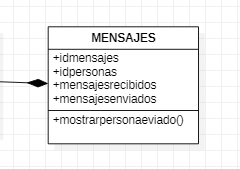 MENSAJES
+idmensajes
+idpersonas
+mensajesrecibidos
+mensajesenviados
+mostrarpersonaeviado()